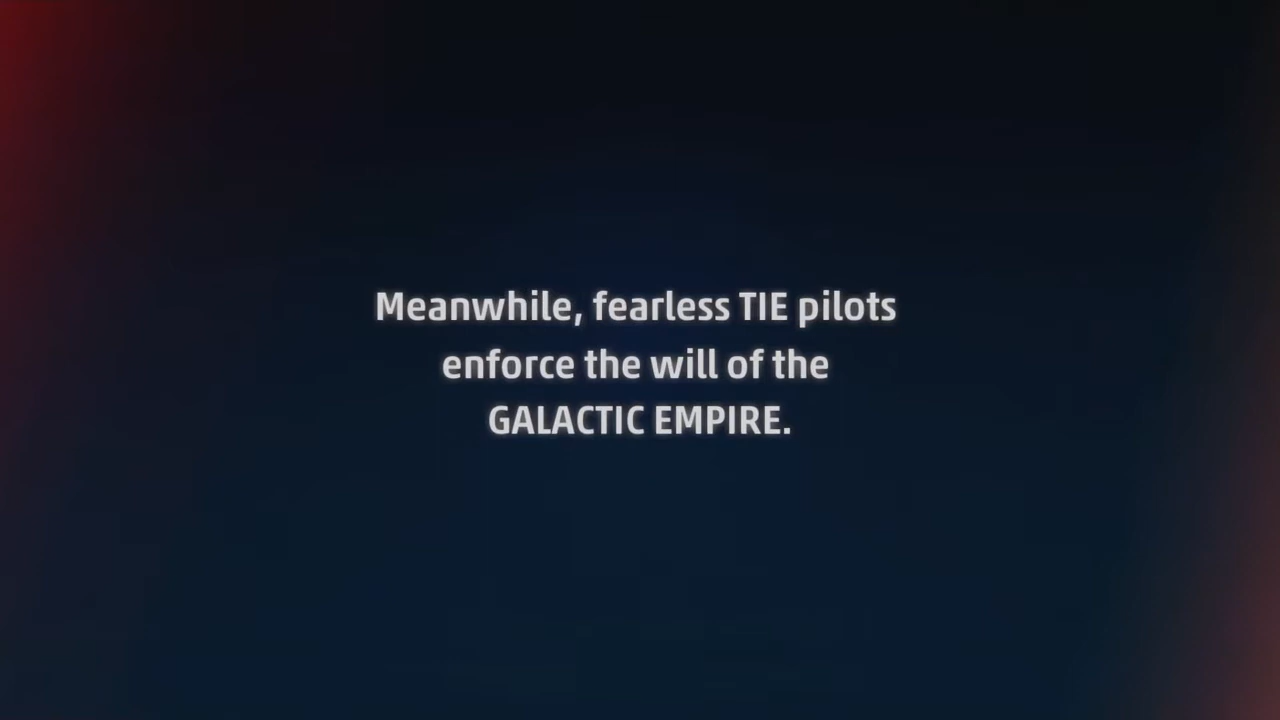 Meanwhile, fearless TIE pilots
enforce the will of the
GALACTIC EMPIRE.